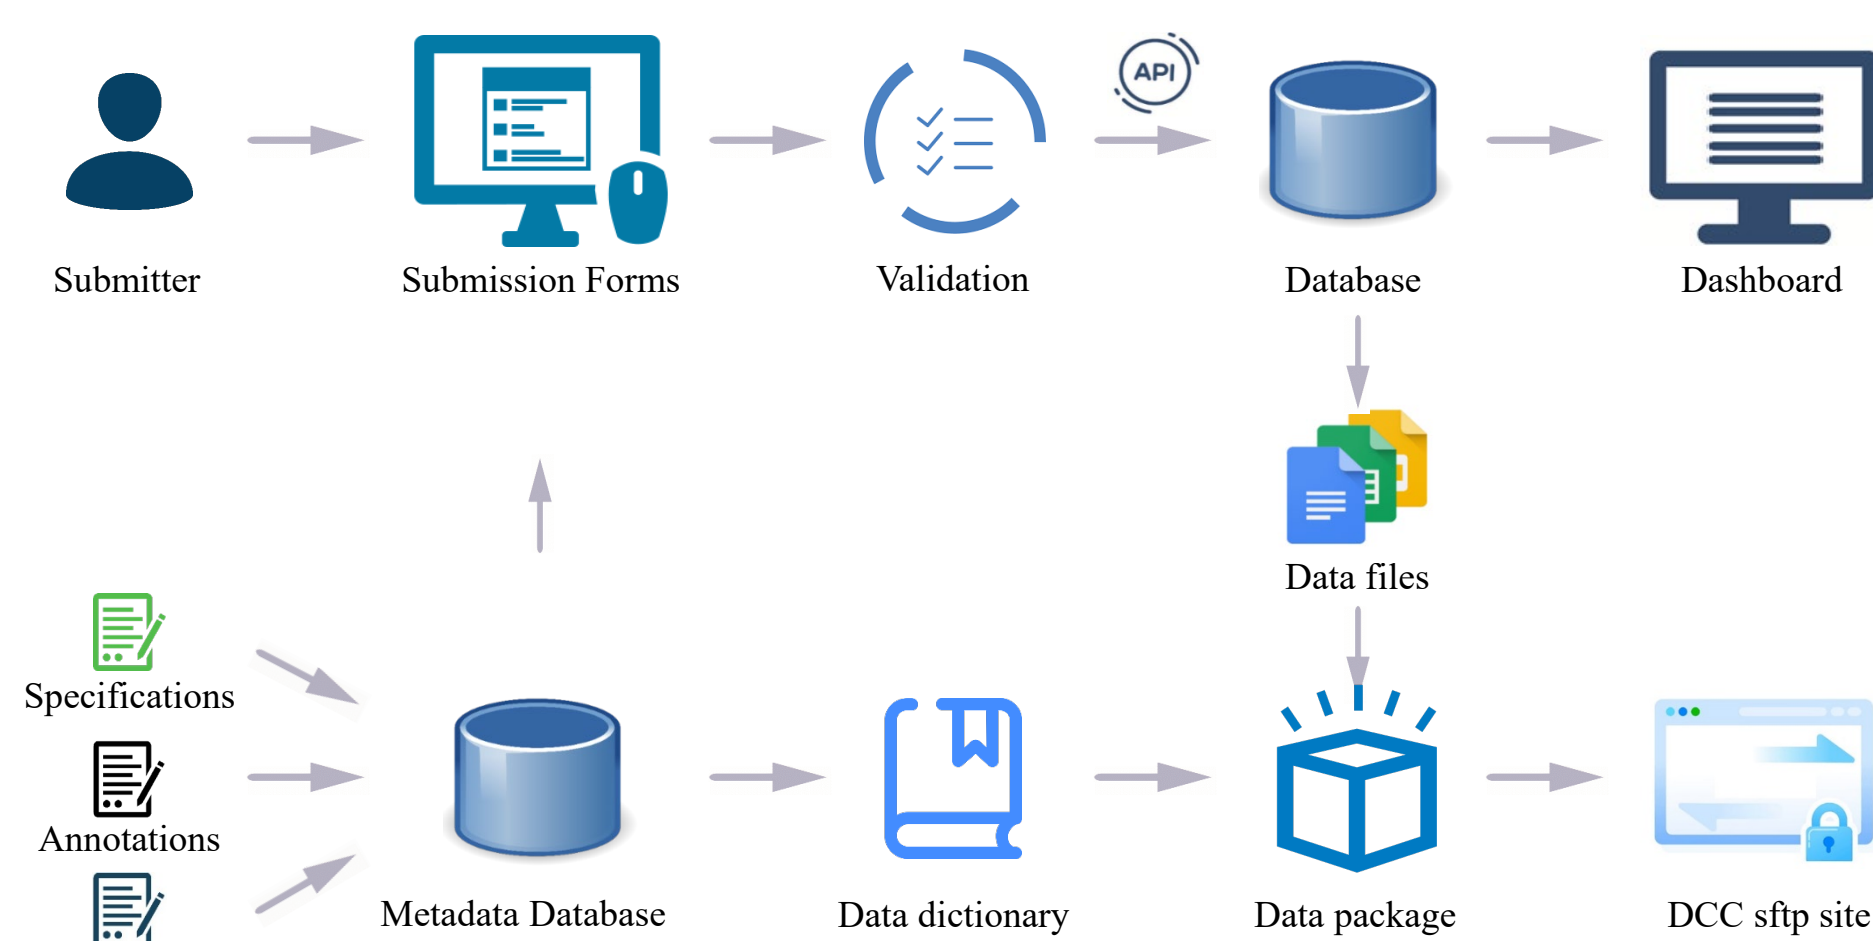 API
Submitter
Submission Forms
Validation
Database
Dashboard
Data files
Specifications
Annotations
Metadata Database
Data dictionary
Data package
DCC sftp site